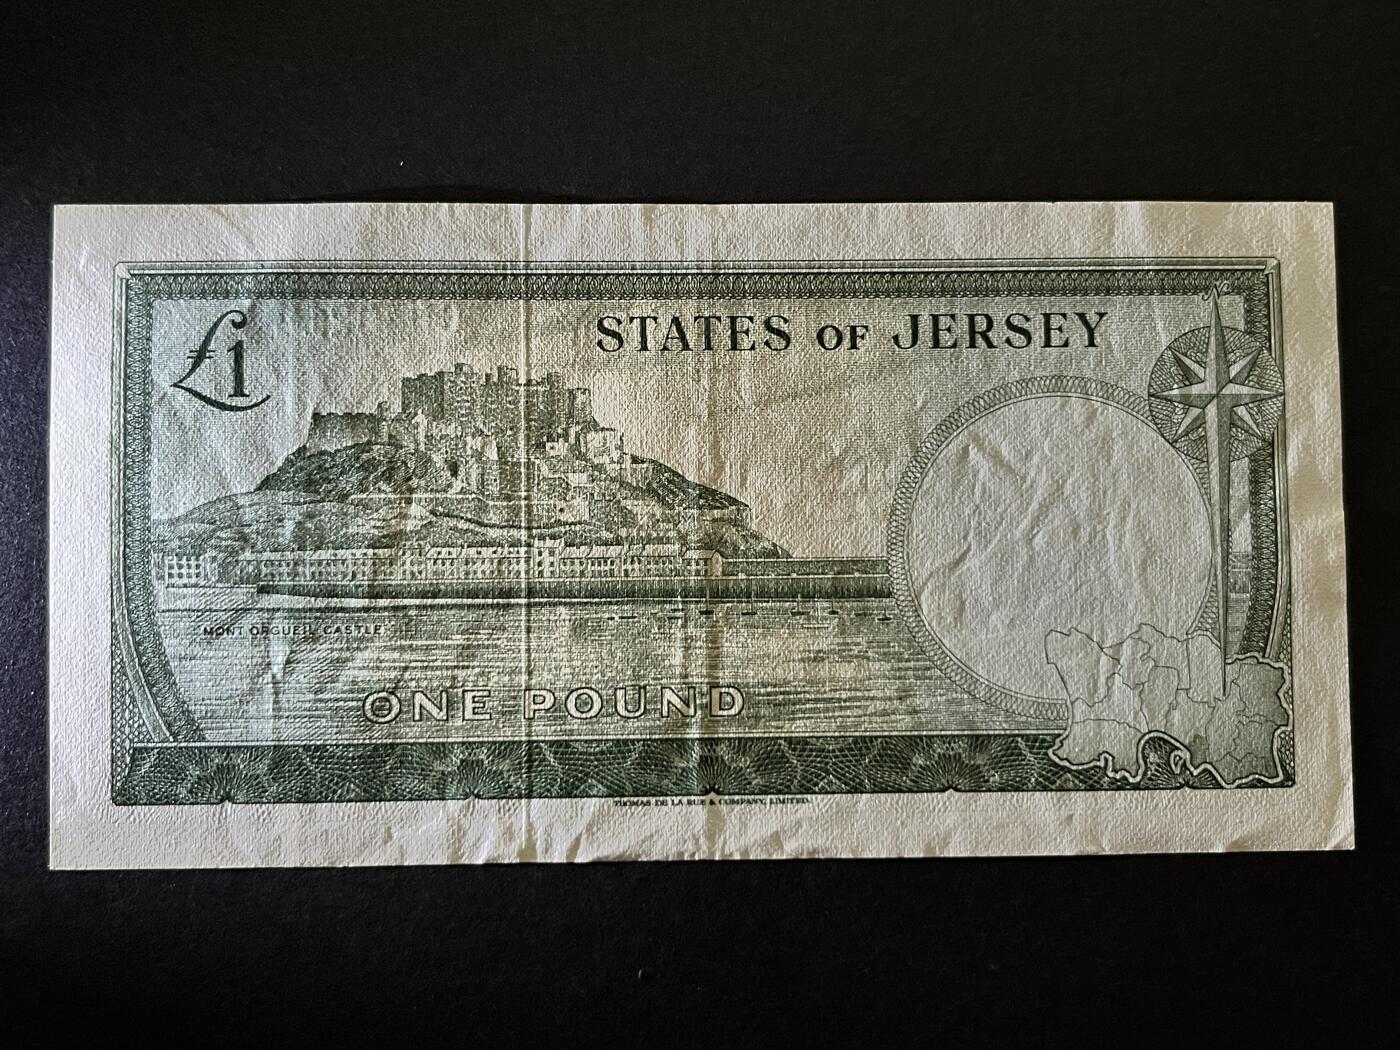 STATES OF JERSEY
£1
MONT ORGUEIL CASTLE
ONE POUND
THOMAS DE LA RUE & COMPANY, LIMITED.